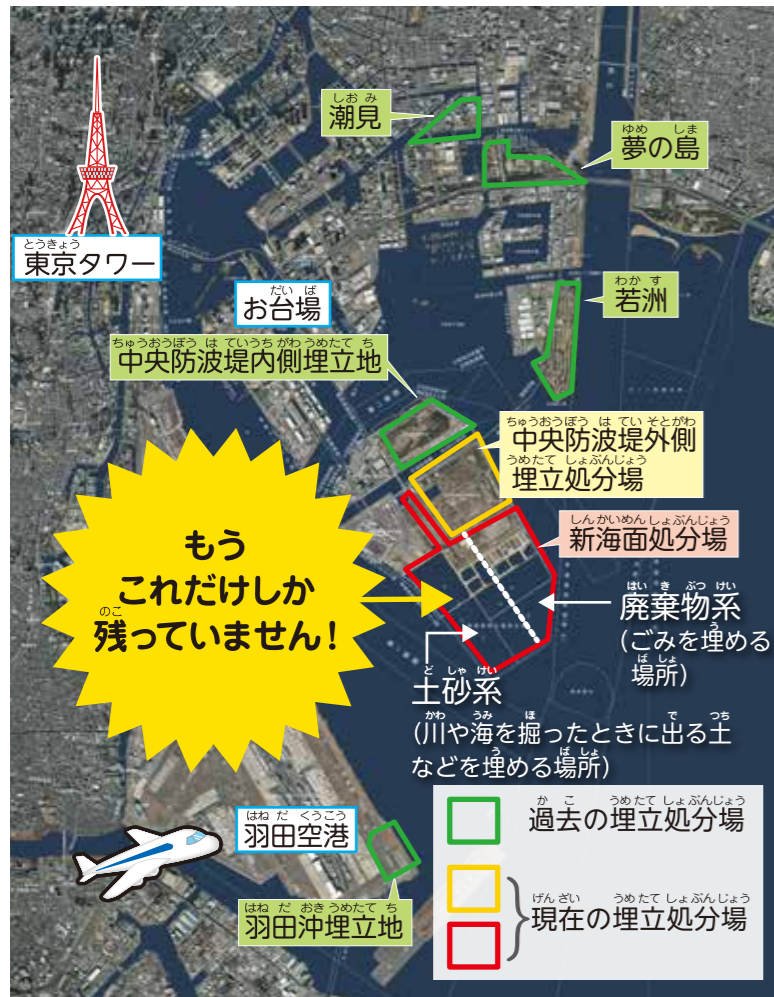 しおみ
潮見
ゆめ しま
夢の島
とうきょう
東京タワー
だい ば
お台場
わか す
若洲
ちゅうおうぼう は ていうち がわ うめたて ち
中央防波堤内側埋立地
ちゅうおうぼう は てい そとがわ
中央防波堤外側
うめたて しょぶんじょう
埋立処分場
しんかいめん しょぶんじょう
新海面処分場
もう
これだけしか
のこ
残っていません!
はい き ぶつ けい
廃棄物系
う
(ごみを埋める
ば しょ
場所)
ど しゃ けい
土砂系
かわ うみ ほ で つち
(川や海を掘ったときに出る土
う ば しょ
などを埋める場所)
はね だ くうこう
羽田空港
はね だ おき うめたて ち
羽田沖埋立地
か こ うめたて しょぶんじょう
過去の埋立処分場
げんざい うめたて しょぶんじょう
現在の埋立処分場